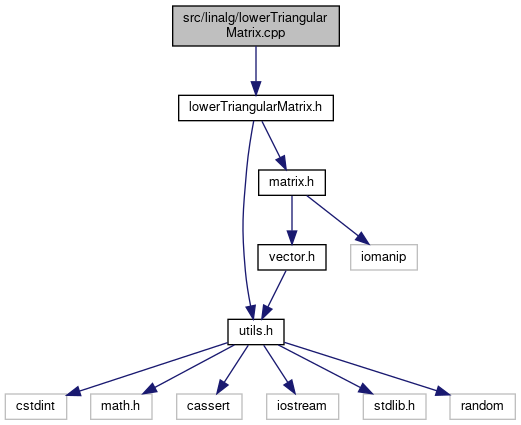 src/linalg/lowerTriangular
Matrix.cpp
lowerTriangularMatrix.h
matrix.h
vector.h
iomanip
utils.h
cstdint
math.h
cassert
iostream
stdlib.h
random